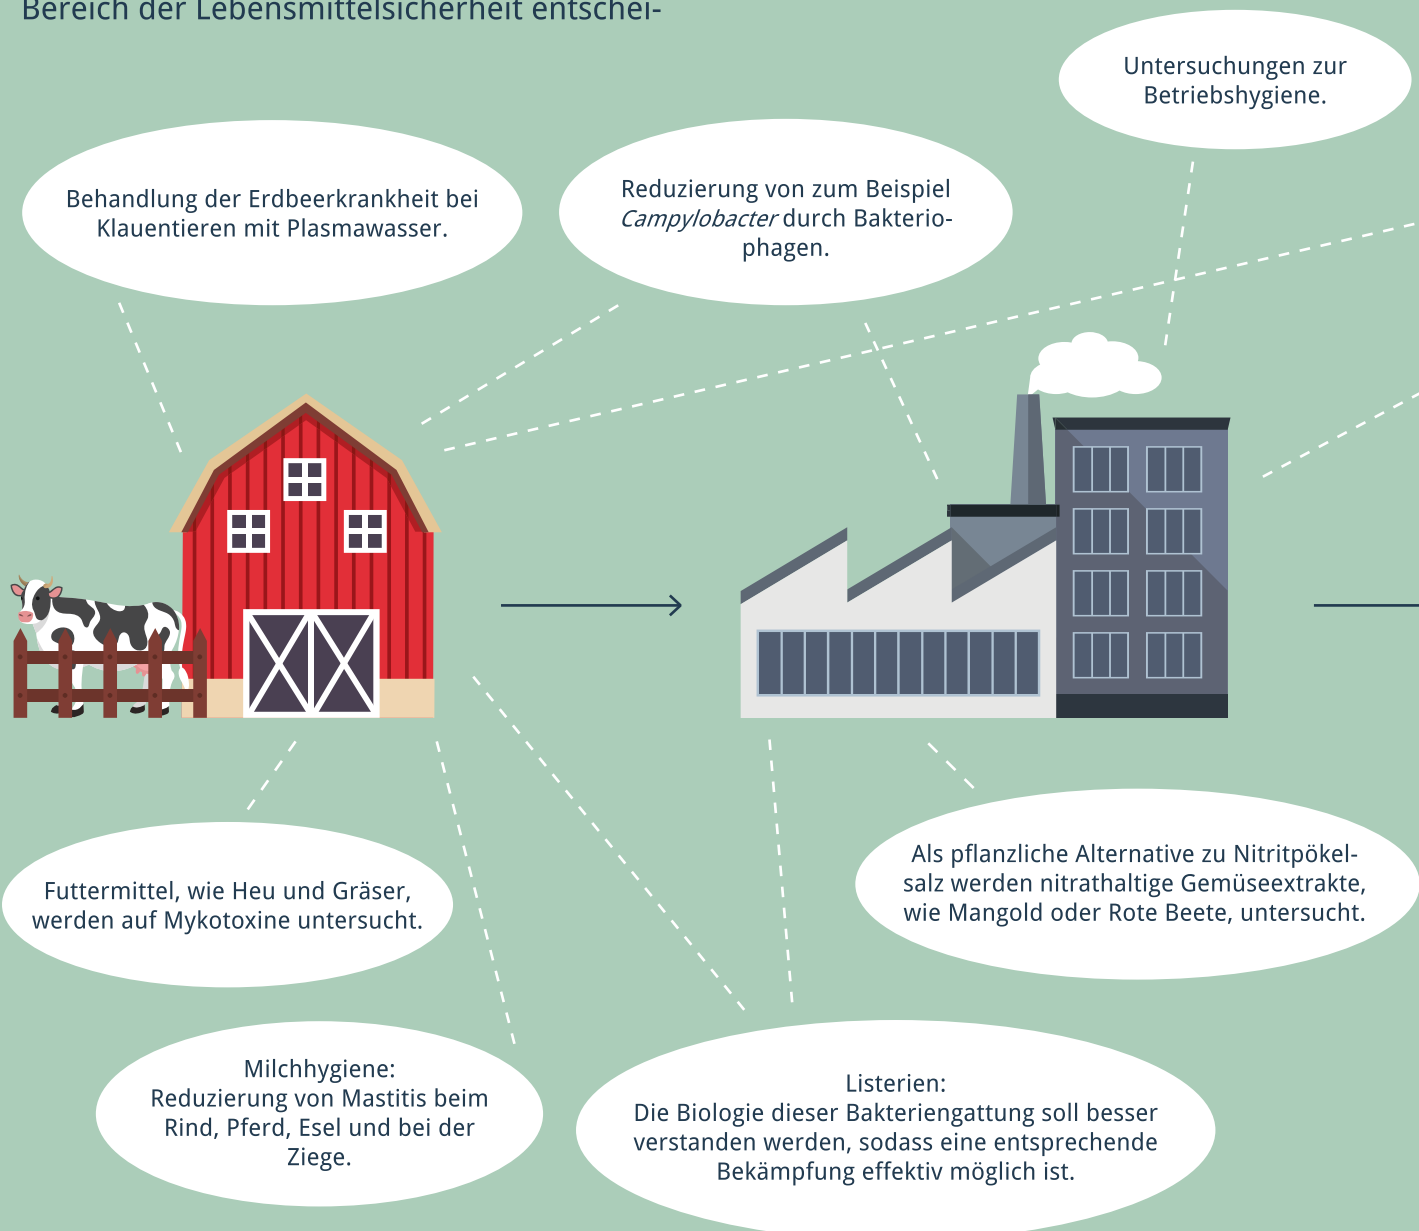 Bereich der Lebensmittelsicherheit entschei-
Untersuchungen zur
Betriebshygiene.
Behandlung der Erdbeerkrankheit bei
Klauentieren mit Plasmawasser.
Reduzierung von zum Beispiel
Campylobacter durch Bakterio-
phagen.
Futtermittel, wie Heu und Gräser,
werden auf Mykotoxine untersucht.
Als pflanzliche Alternative zu Nitritpökel-
salz werden nitrathaltige Gemüseextrakte,
wie Mangold oder Rote Beete, untersucht.
Milchhygiene:
Reduzierung von Mastitis beim
Rind, Pferd, Esel und bei der
Ziege.
Listerien:
Die Biologie dieser Bakteriengattung soll besser
verstanden werden, sodass eine entsprechende
Bekämpfung effektiv möglich ist.